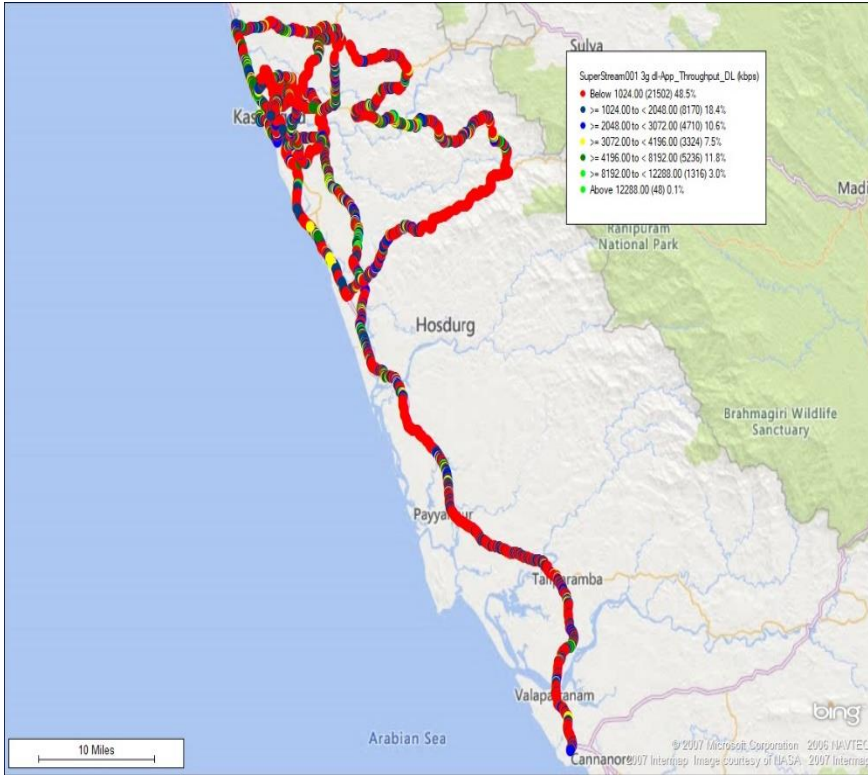 Sulya
SuperStream001 3g dl-App_Throughput_DL (kbps)
Below 1024.00 (21502) 48.5%
>= 1024.00 to < 2048.00 (8170) 18.4%
>= 2048.00 to < 3072.00 (4710) 10.6%
>= 3072.00 to < 4196.00 (3324) 7.5%
>= 4196.00 to < 8192.00 (5236) 11.8%
>= 8192.00 to < 12288.00 (1316) 3.0%
Above 12288.00 (48) 0.1%
Madi
Ranipuram
National Park
Hosdurg
Brahmagiri Wildlife
Sanctuary
Taliparamba
bing
10 Miles
Arabian Sea
Cannanore
© 2007 Microsoft Corporation 2006 NAVTEC
2007 Intermap Image courtesy of NASA 2007 Intermap